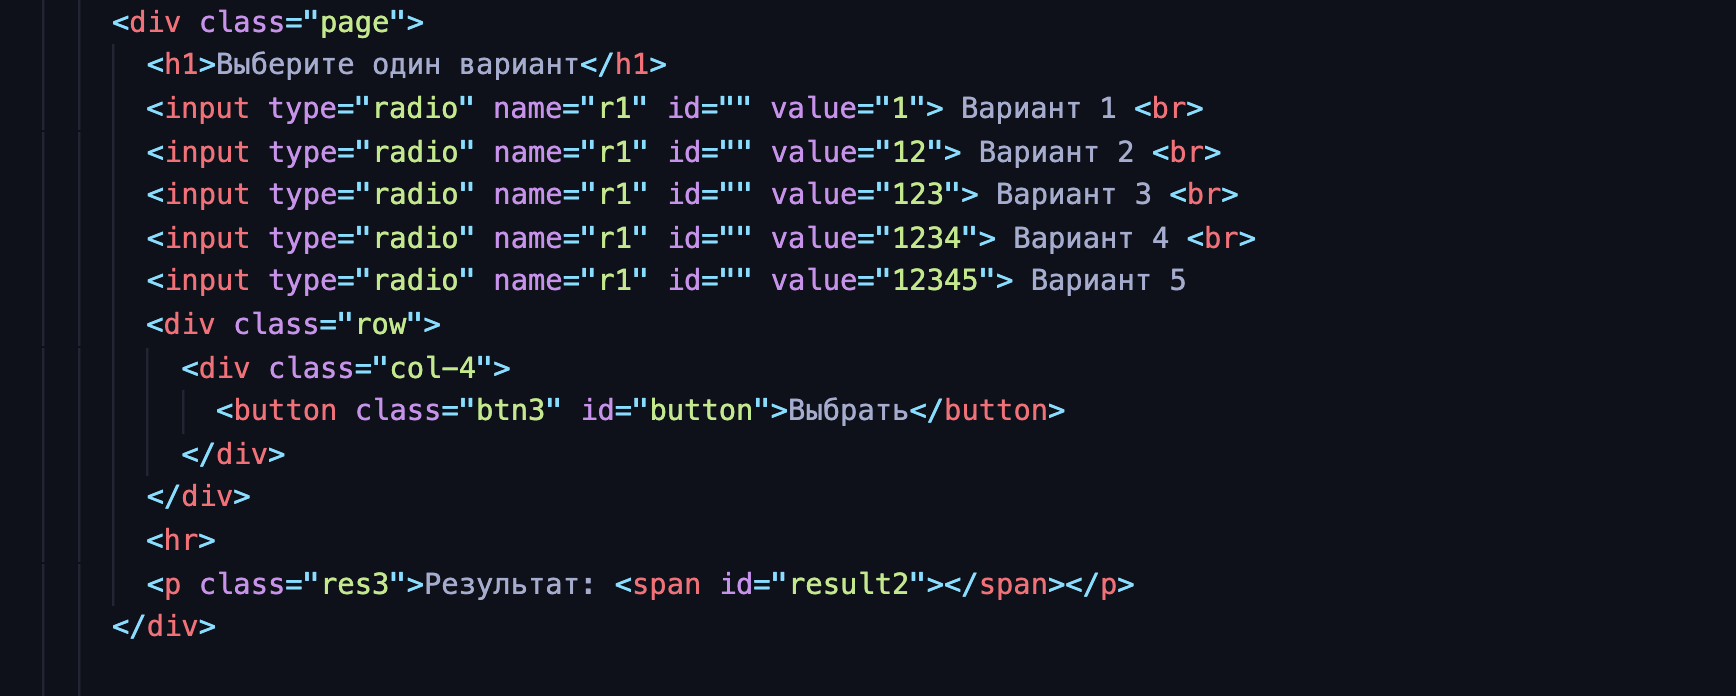 <div class="page">
<h1>Выберите один вариант</h1>
<input type="radio" name="r1" id="" value="1"> Вариант 1 <br>
<input type="radio" name="r1" id="" value="12"> Вариант 2 <br>
<input type="radio" name="r1" id="" value="123"> Вариант 3 <br>
<input type="radio" name="r1" id="" value="1234"> Вариант 4 <br>
<input type="radio" name="r1" id="" value="12345"> Вариант 5
<div class="row">
<div class="col-4">
<button class="btn3" id="button">Выбрать</button>
</div>
</div>
<hr>
<p class="res3">Результат: <span id="result2"></span></p>
</div>